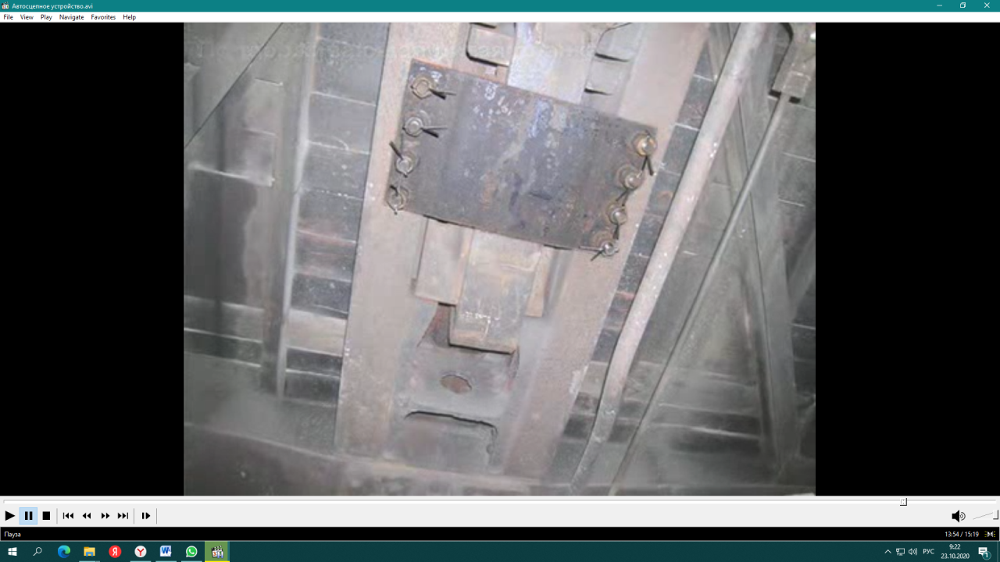 Автосцепное устройство.avi
File View Play Navigate Favorites Help
Пауза
13:54 / 15:19
РУС
9:22
23.10.2020
1